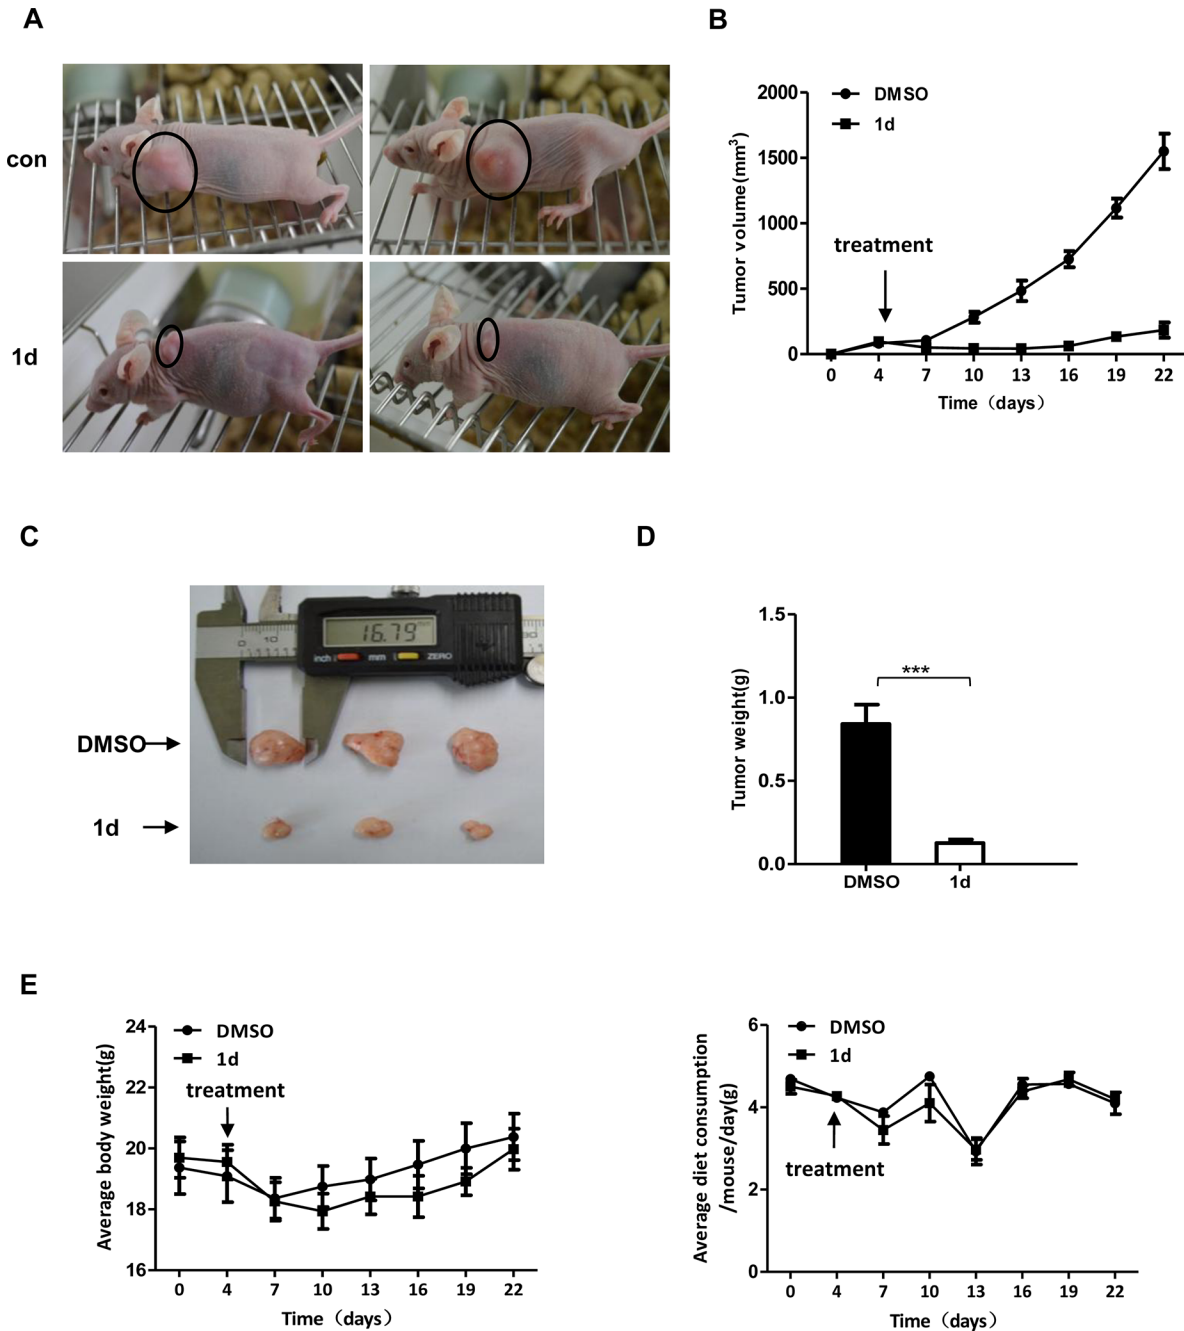 A
con
1d
B
DMSO
1d
2000
1500
1000
500
0
Tumor volume(mm3)
treatment
0 4 7 10 13 16 19 22
Time（days）
C
16.79 mm
0 10
inch mm ZERO
DMSO
1d
D
1.5
1.0
0.5
0.0
Tumor weight(g)
***
DMSO 1d
E
DMSO
1d
treatment
24
22
20
18
16
Average body weight(g)
0 4 7 10 13 16 19 22
Time（days）
DMSO
1d
6
4
2
0
Average diet consumption
/mouse/day(g)
treatment
0 4 7 10 13 16 19 22
Time（days）